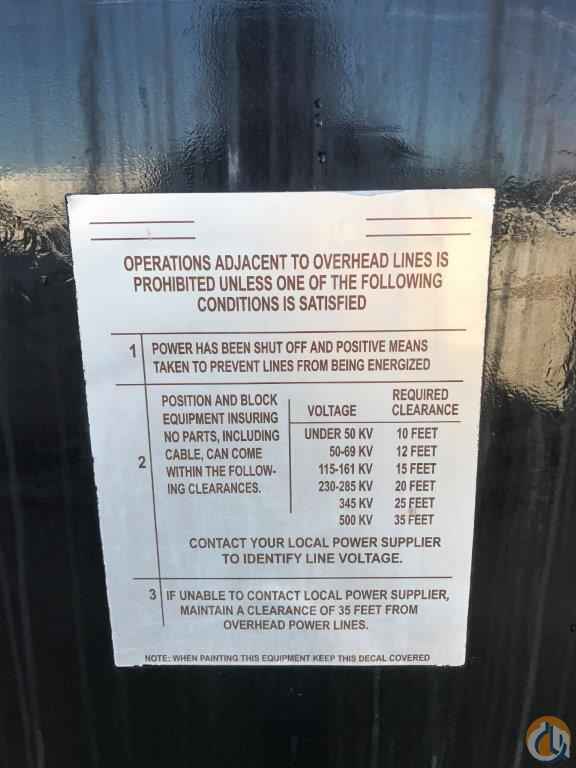 OPERATIONS ADJACENT TO OVERHEAD LINES IS
PROHIBITED UNLESS ONE OF THE FOLLOWING
CONDITIONS IS SATISFIED
1 POWER HAS BEEN SHUT OFF AND POSITIVE MEANS
TAKEN TO PREVENT LINES FROM BEING ENERGIZED
2
POSITION AND BLOCK
EQUIPMENT INSURING
NO PARTS, INCLUDING
CABLE, CAN COME
WITHIN THE FOLLOW-
ING CLEARANCES.
VOLTAGE REQUIRED
CLEARANCE
UNDER 50 KV 10 FEET
50-69 KV 12 FEET
115-161 KV 15 FEET
230-285 KV 20 FEET
345 KV 25 FEET
500 KV 35 FEET
CONTACT YOUR LOCAL POWER SUPPLIER
TO IDENTIFY LINE VOLTAGE.
3 IF UNABLE TO CONTACT LOCAL POWER SUPPLIER,
MAINTAIN A CLEARANCE OF 35 FEET FROM
OVERHEAD POWER LINES.
NOTE: WHEN PAINTING THIS EQUIPMENT KEEP THIS DECAL COVERED